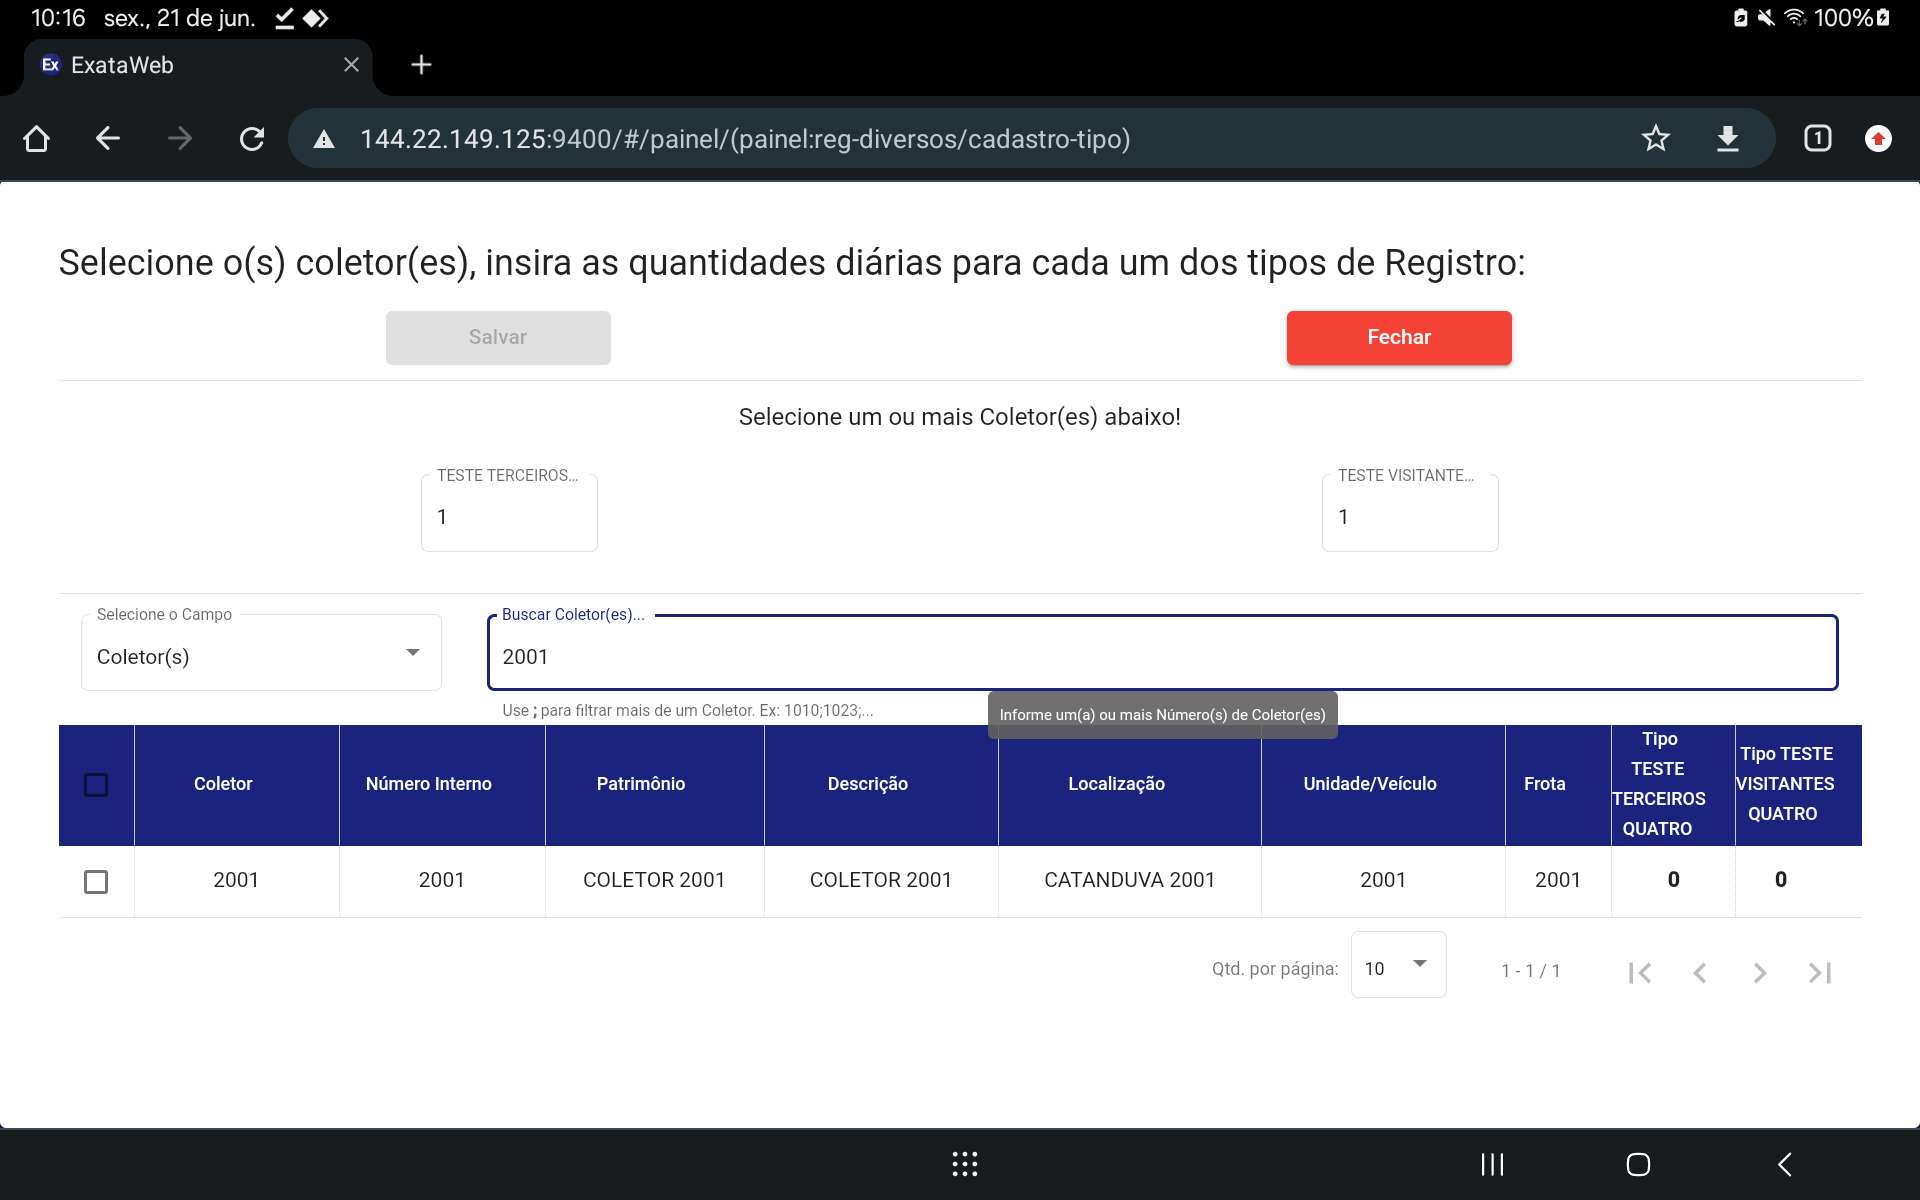 10:16 sex., 21 de jun. 100%
Ex ExataWeb
144.22.149.125:9400/#/painel/(painel:reg-diversos/cadastro-tipo) 1
Selecione o(s) coletor(es), insira as quantidades diárias para cada um dos tipos de Registro:
Salvar Fechar
Selecione um ou mais Coletor(es) abaixo!
TESTE TERCEIROS... TESTE VISITANTE...
1 1
Selecione o Campo Buscar Coletor(es)...
Coletor(s) 2001
Use ; para filtrar mais de um Coletor. Ex: 1010;1023;...
Informe um(a) ou mais Número(s) de Coletor(es)
Coletor Número Interno Patrimônio Descrição Localização Unidade/Veículo Frota Tipo TESTE TERCEIROS QUATRO Tipo TESTE VISITANTES QUATRO
2001 2001 COLETOR 2001 COLETOR 2001 CATANDUVA 2001 2001 2001 0 0
Qtd. por página: 10 1 - 1 / 1